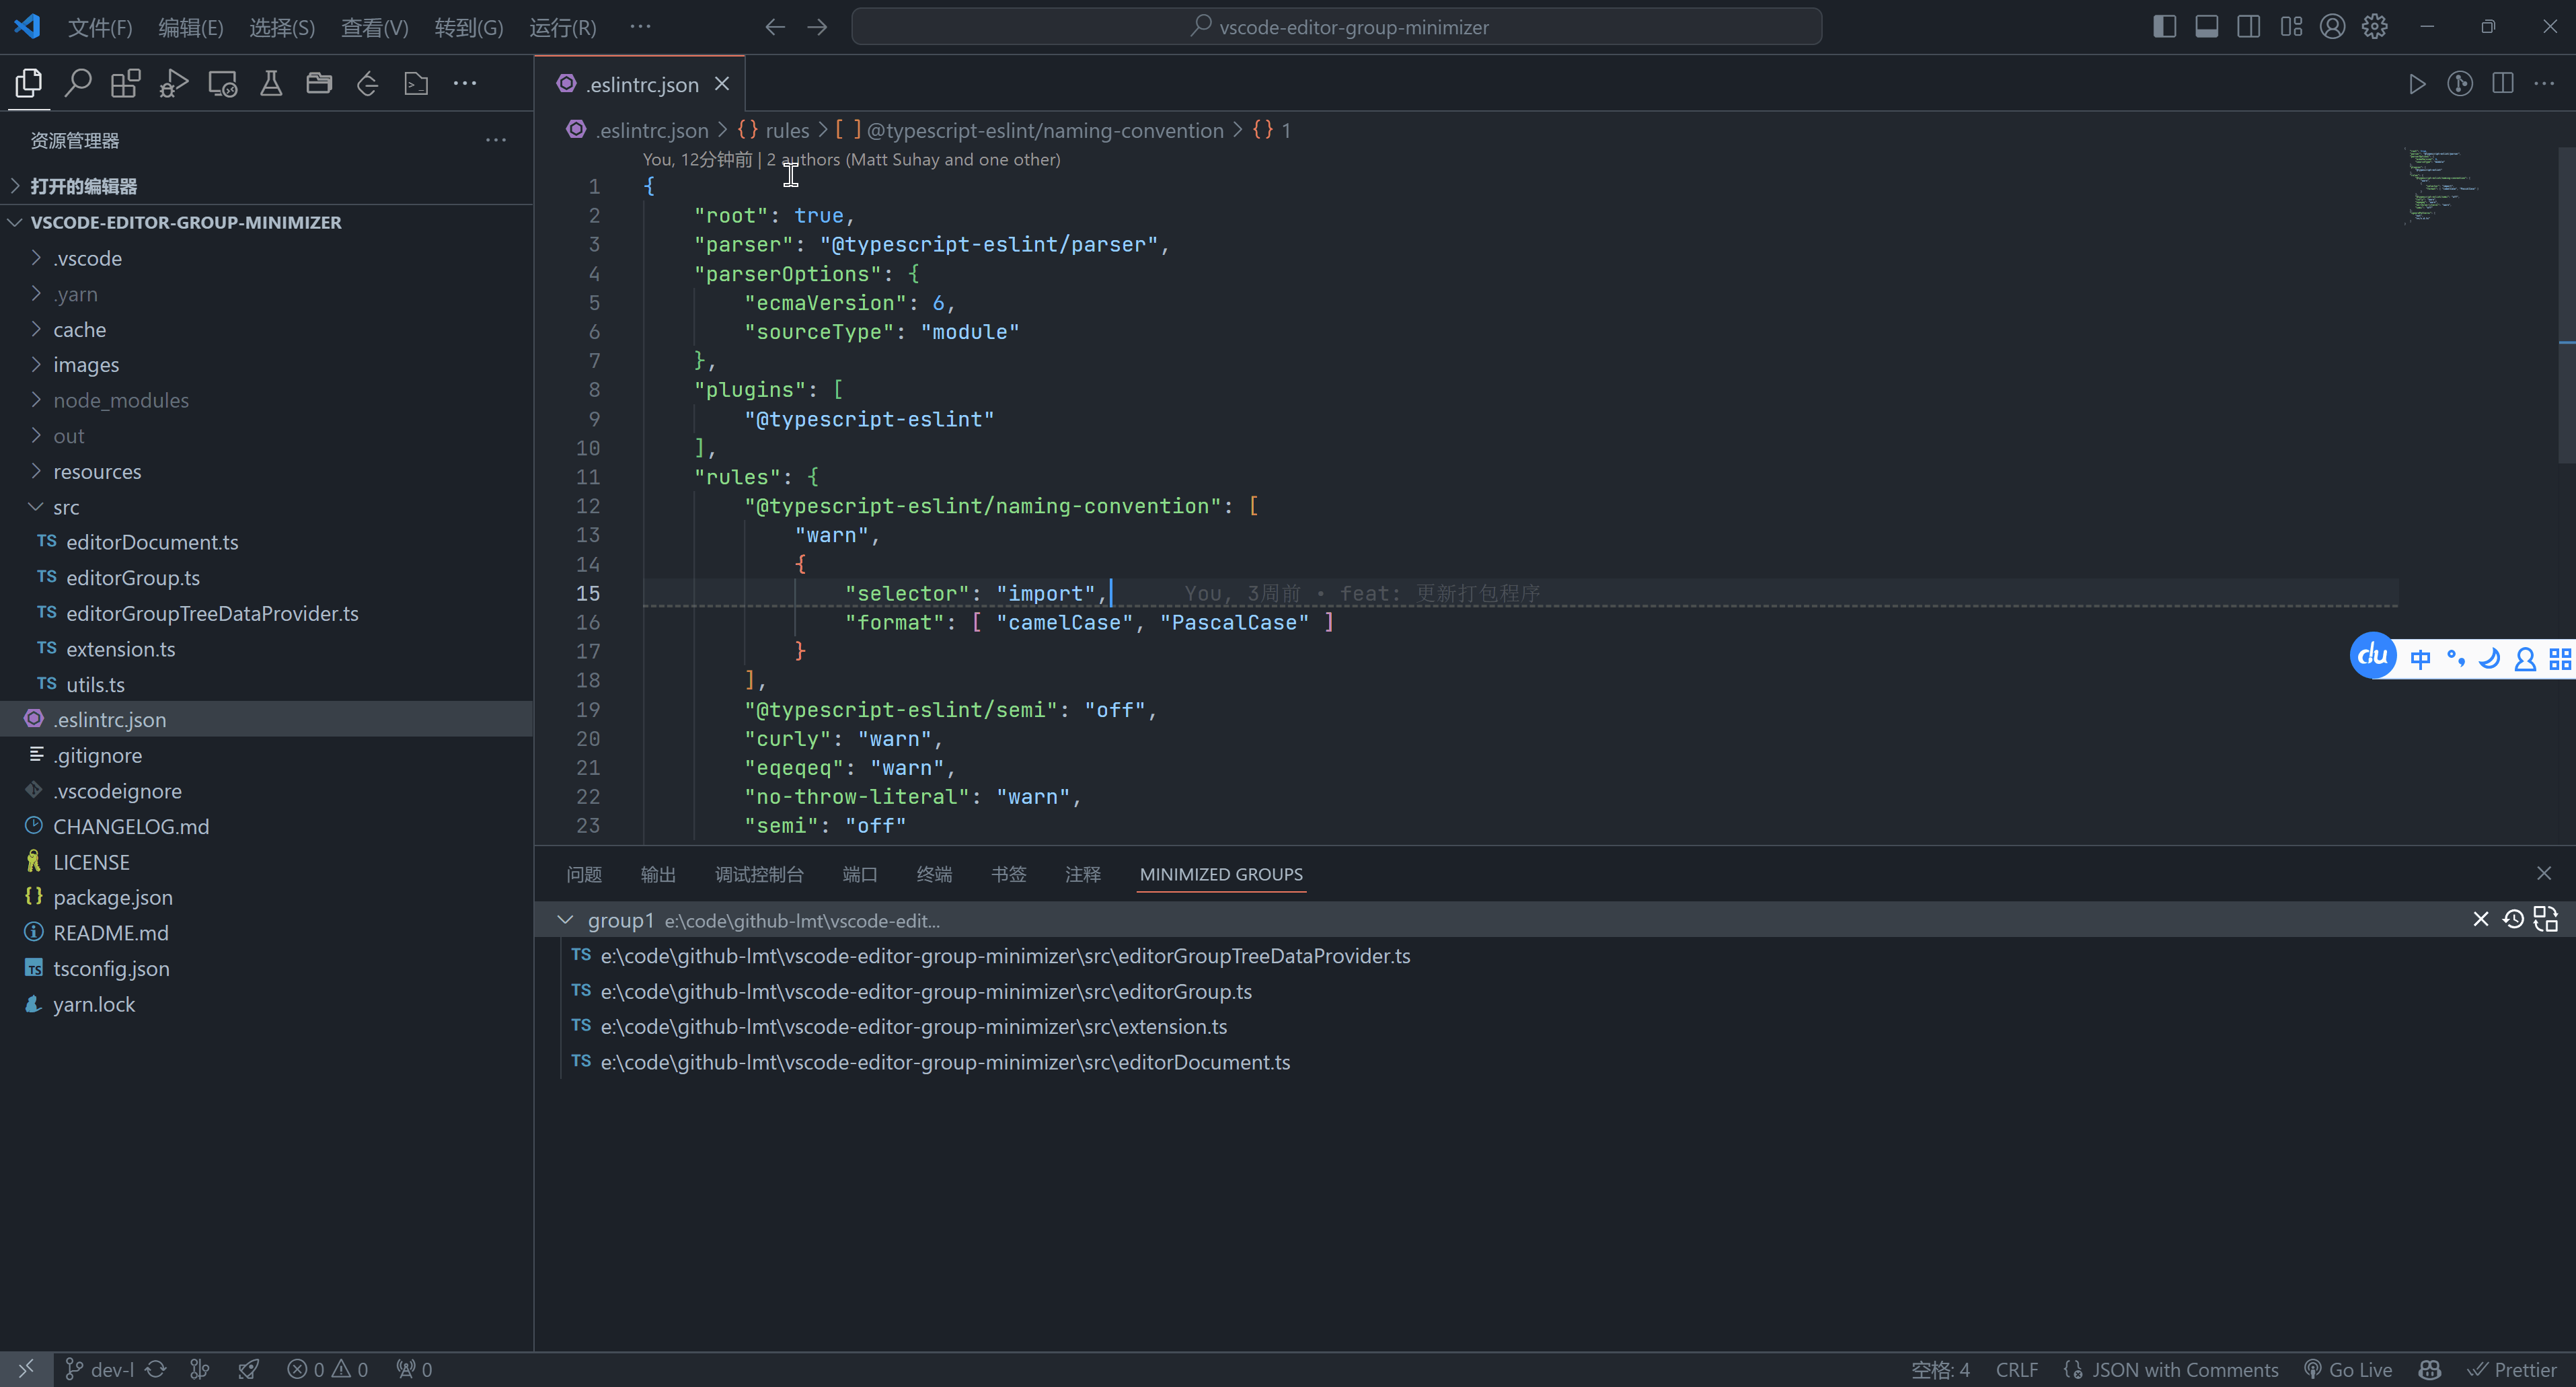 文件(F) 编辑(E) 选择(S) 查看(V) 转到(G) 运行(R) ··· vscode-editor-group-minimizer
.eslintrc.json
资源管理器
打开的编辑器
VSCODE-EDITOR-GROUP-MINIMIZER
.vscode
.yarn
cache
images
node_modules
out
resources
src
TS editorDocument.ts
TS editorGroup.ts
TS editorGroupTreeDataProvider.ts
TS extension.ts
TS utils.ts
.eslintrc.json
.gitignore
.vscodeignore
CHANGELOG.md
LICENSE
{} package.json
README.md
TS tsconfig.json
yarn.lock
.eslintrc.json > {} rules > [ ] @typescript-eslint/naming-convention > {} 1
You, 12分钟前 | 2 authors (Matt Suhay and one other)
1 {
2 "root": true,
3 "parser": "@typescript-eslint/parser",
4 "parserOptions": {
5 "ecmaVersion": 6,
6 "sourceType": "module"
7 },
8 "plugins": [
9 "@typescript-eslint"
10 ],
11 "rules": {
12 "@typescript-eslint/naming-convention": [
13 "warn",
14 {
15 "selector": "import", You, 3周前 • feat: 更新打包程序
16 "format": [ "camelCase", "PascalCase" ]
17 }
18 ],
19 "@typescript-eslint/semi": "off",
20 "curly": "warn",
21 "eqeqeq": "warn",
22 "no-throw-literal": "warn",
23 "semi": "off"
du 中
问题 输出 调试控制台 端口 终端 书签 注释 MINIMIZED GROUPS
group1 e:\code\github-lmt\vscode-edit...
TS e:\code\github-lmt\vscode-editor-group-minimizer\src\editorGroupTreeDataProvider.ts
TS e:\code\github-lmt\vscode-editor-group-minimizer\src\editorGroup.ts
TS e:\code\github-lmt\vscode-editor-group-minimizer\src\extension.ts
TS e:\code\github-lmt\vscode-editor-group-minimizer\src\editorDocument.ts
dev-l 0 0 0 空格: 4 CRLF JSON with Comments Go Live Prettier